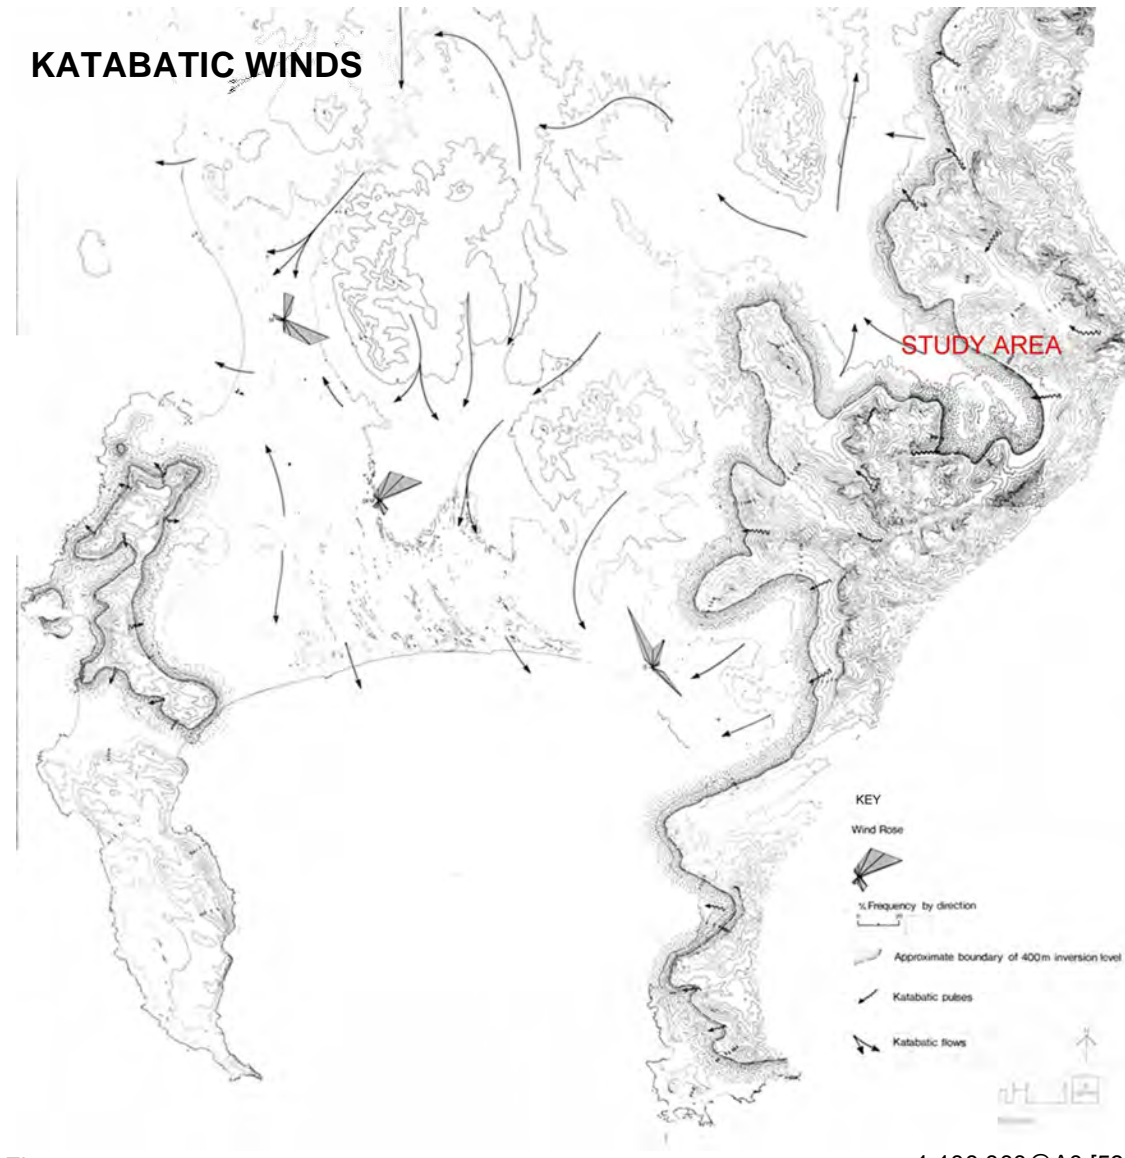 KATABATIC WINDS
STUDY AREA
KEY
Wind Rose
% Frequency by direction
Approximate boundary of 400m inversion level
Katabatic pulses
Katabatic flows